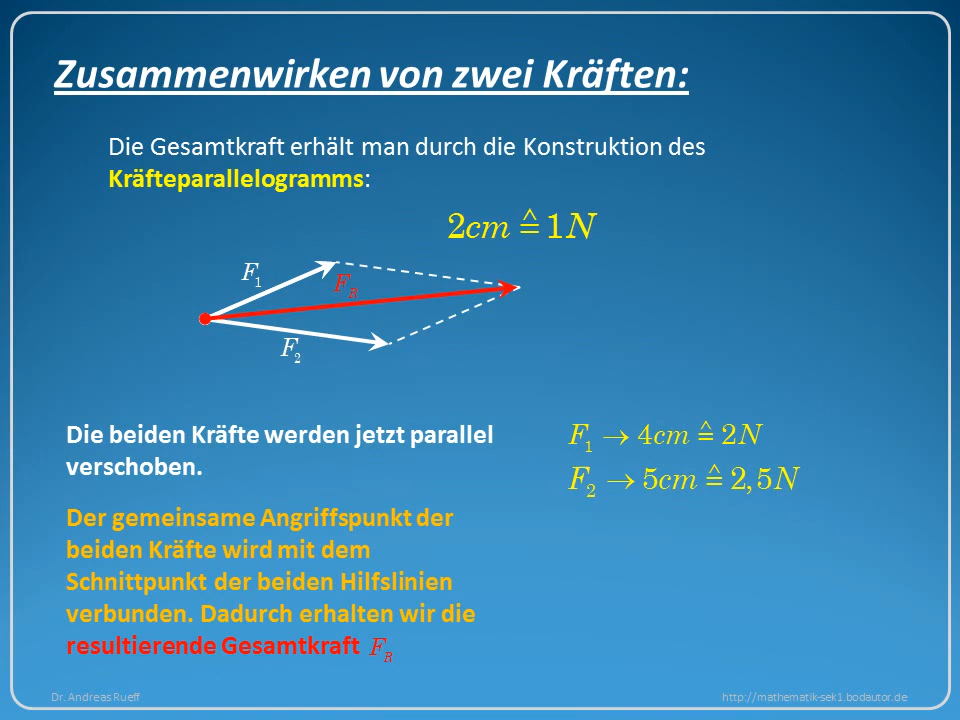 Zusammenwirken von zwei Kräften:
Die Gesamtkraft erhält man durch die Konstruktion des
Kräfteparallelogramms:
2cm ≙ 1N
F₁
F_R
F₂
Die beiden Kräfte werden jetzt parallel
verschoben.
F₁ → 4cm ≙ 2N
F₂ → 5cm ≙ 2,5N
Der gemeinsame Angriffspunkt der
beiden Kräfte wird mit dem
Schnittpunkt der beiden Hilfslinien
verbunden. Dadurch erhalten wir die
resultierende Gesamtkraft F_R
Dr. Andreas Rueff
http://mathematik-sek1.bodautor.de